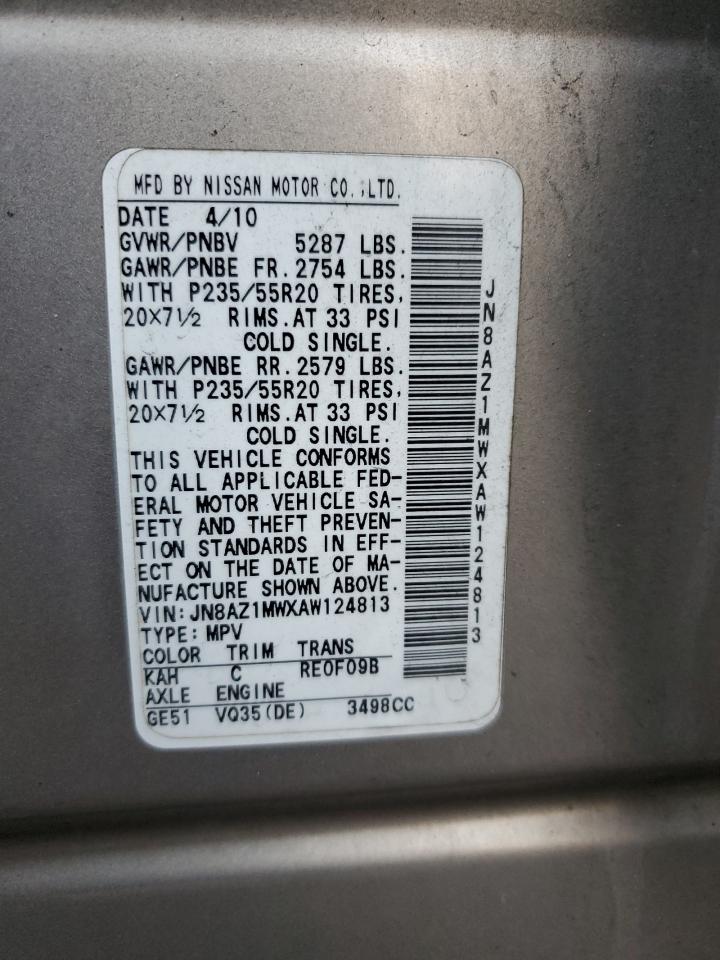 MFD BY NISSAN MOTOR CO.,LTD.
DATE 4/10
GVWR/PNBV 5287 LBS.
GAWR/PNBE FR. 2754 LBS.
WITH P235/55R20 TIRES,
20×7 1/2 RIMS. AT 33 PSI
COLD SINGLE.
GAWR/PNBE RR. 2579 LBS.
WITH P235/55R20 TIRES,
20×7 1/2 RIMS. AT 33 PSI
COLD SINGLE.
THIS VEHICLE CONFORMS
TO ALL APPLICABLE FED-
ERAL MOTOR VEHICLE SA-
FETY AND THEFT PREVEN-
TION STANDARDS IN EFF-
ECT ON THE DATE OF MA-
NUFACTURE SHOWN ABOVE.
VIN: JN8AZ1MWXAW124813
TYPE: MPV
COLOR TRIM TRANS
KAH C RE0F09B
AXLE ENGINE
GE51 VQ35(DE) 3498CC
JN8AZ1MWXAW124813